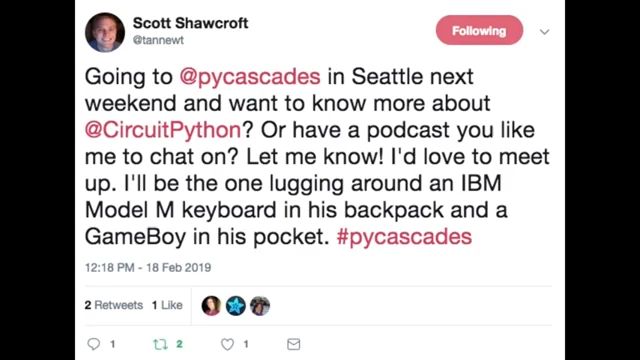 Scott Shawcroft
@tannewt
Following
Going to @pycascades in Seattle next
weekend and want to know more about
@CircuitPython? Or have a podcast you like
me to chat on? Let me know! I'd love to meet
up. I'll be the one lugging around an IBM
Model M keyboard in his backpack and a
GameBoy in his pocket. #pycascades
12:18 PM - 18 Feb 2019
2 Retweets 1 Like
1 2 1